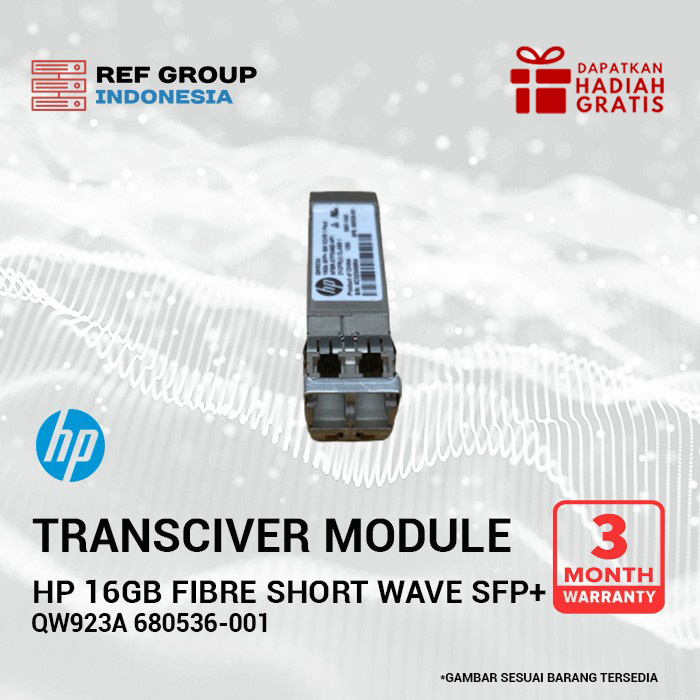 REF GROUP
INDONESIA
DAPATKAN
HADIAH
GRATIS
hp
hp
TRANSCIVER MODULE
HP 16GB FIBRE SHORT WAVE SFP+
QW923A 680536-001
3
MONTH
WARRANTY
*GAMBAR SESUAI BARANG TERSEDIA